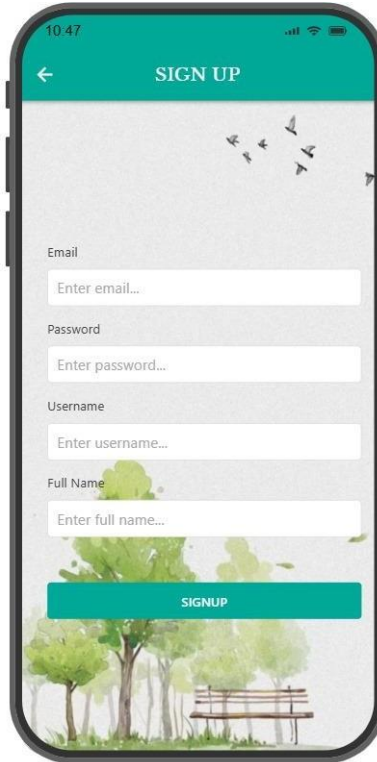 10:47
SIGN UP
Email
Enter email...
Password
Enter password...
Username
Enter username...
Full Name
Enter full name...
SIGNUP